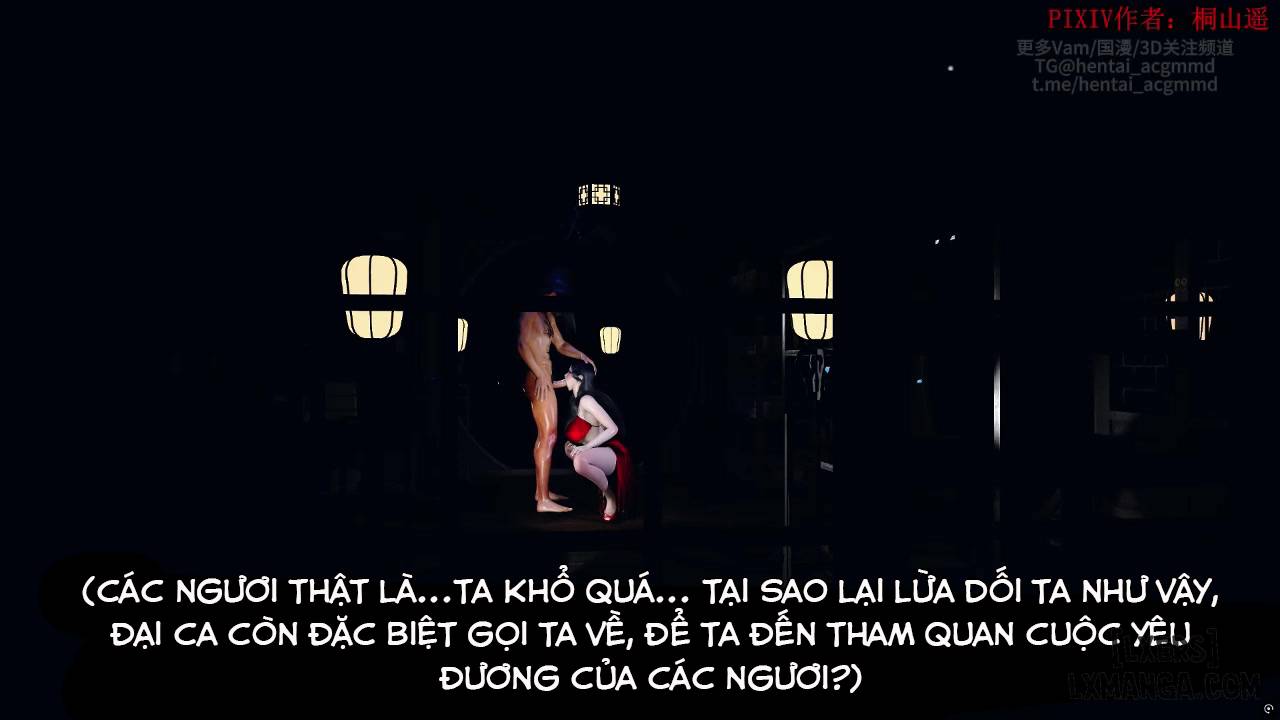 PIXIV作者：桐山遥
更多Vam/国漫/3D关注频道
TG@hentai_acgmmd
t.me/hentai_acgmmd
(CÁC NGƯƠI THẬT LÀ...TA KHỔ QUÁ... TẠI SAO LẠI LỪA DỐI TA NHƯ VẬY,
ĐẠI CA CÒN ĐẶC BIỆT GỌI TA VỀ, ĐỂ TA ĐẾN THAM QUAN CUỘC YÊU
ĐƯƠNG CỦA CÁC NGƯƠI?)
[LXERS]
LXMANGA.COM